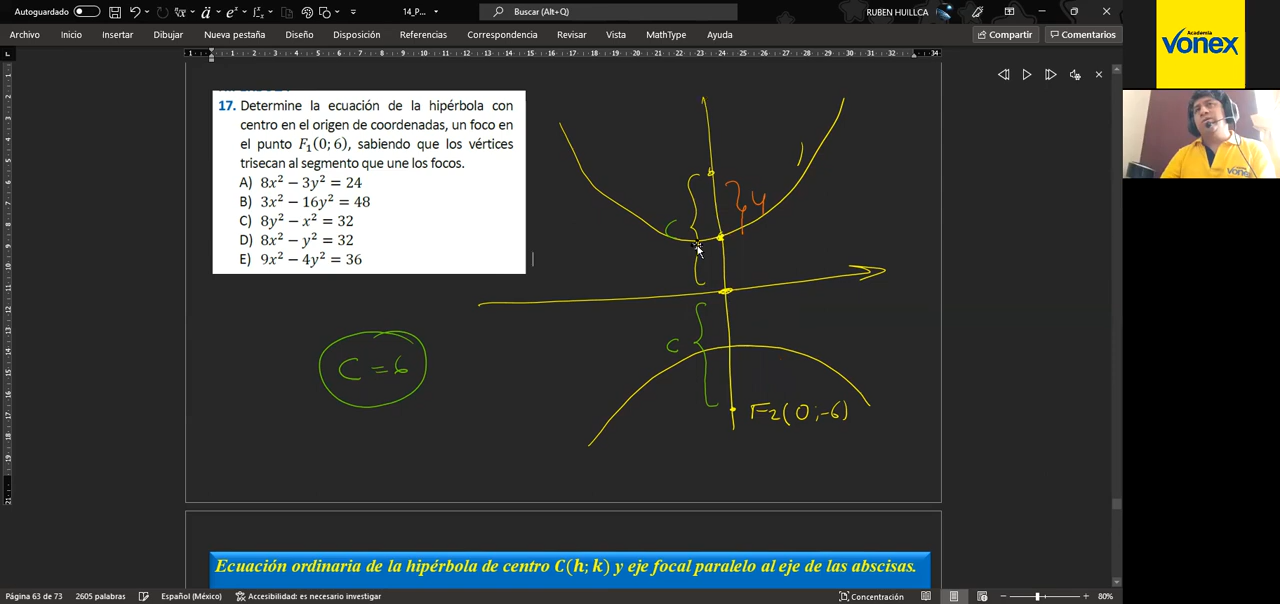 Autoguardado
14_P...
Buscar (Alt+Q)
RUBEN HUILLCA
Archivo Inicio Insertar Dibujar Nueva pestaña Diseño Disposición Referencias Correspondencia Revisar Vista MathType Ayuda
Compartir Comentarios
Academia
Vonex
17. Determine la ecuación de la hipérbola con
centro en el origen de coordenadas, un foco en
el punto F₁(0; 6), sabiendo que los vértices
trisecan al segmento que une los focos.
A) 8x² − 3y² = 24
B) 3x² − 16y² = 48
C) 8y² − x² = 32
D) 8x² − y² = 32
E) 9x² − 4y² = 36
C
4
C
C = 6
F2(0;-6)
Ecuación ordinaria de la hipérbola de centro C(h; k) y eje focal paralelo al eje de las abscisas.
Página 63 de 73 2605 palabras Español (México) Accesibilidad: es necesario investigar Concentración 80%